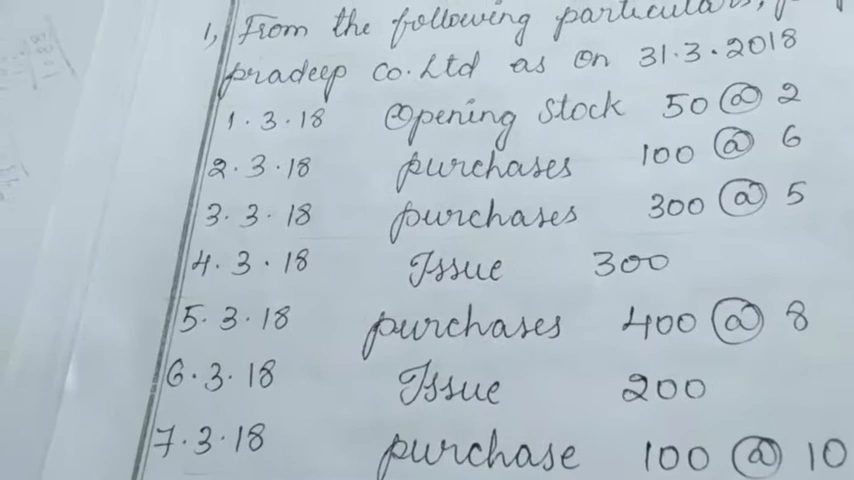 1, From the following particulars,
pradeep co. Ltd as on 31.3.2018
1.3.18 Opening stock 50 @ 2
2.3.18 purchases 100 @ 6
3.3.18 purchases 300 @ 5
4.3.18 Issue 300
5.3.18 purchases 400 @ 8
6.3.18 Issue 200
7.3.18 purchase 100 @ 10